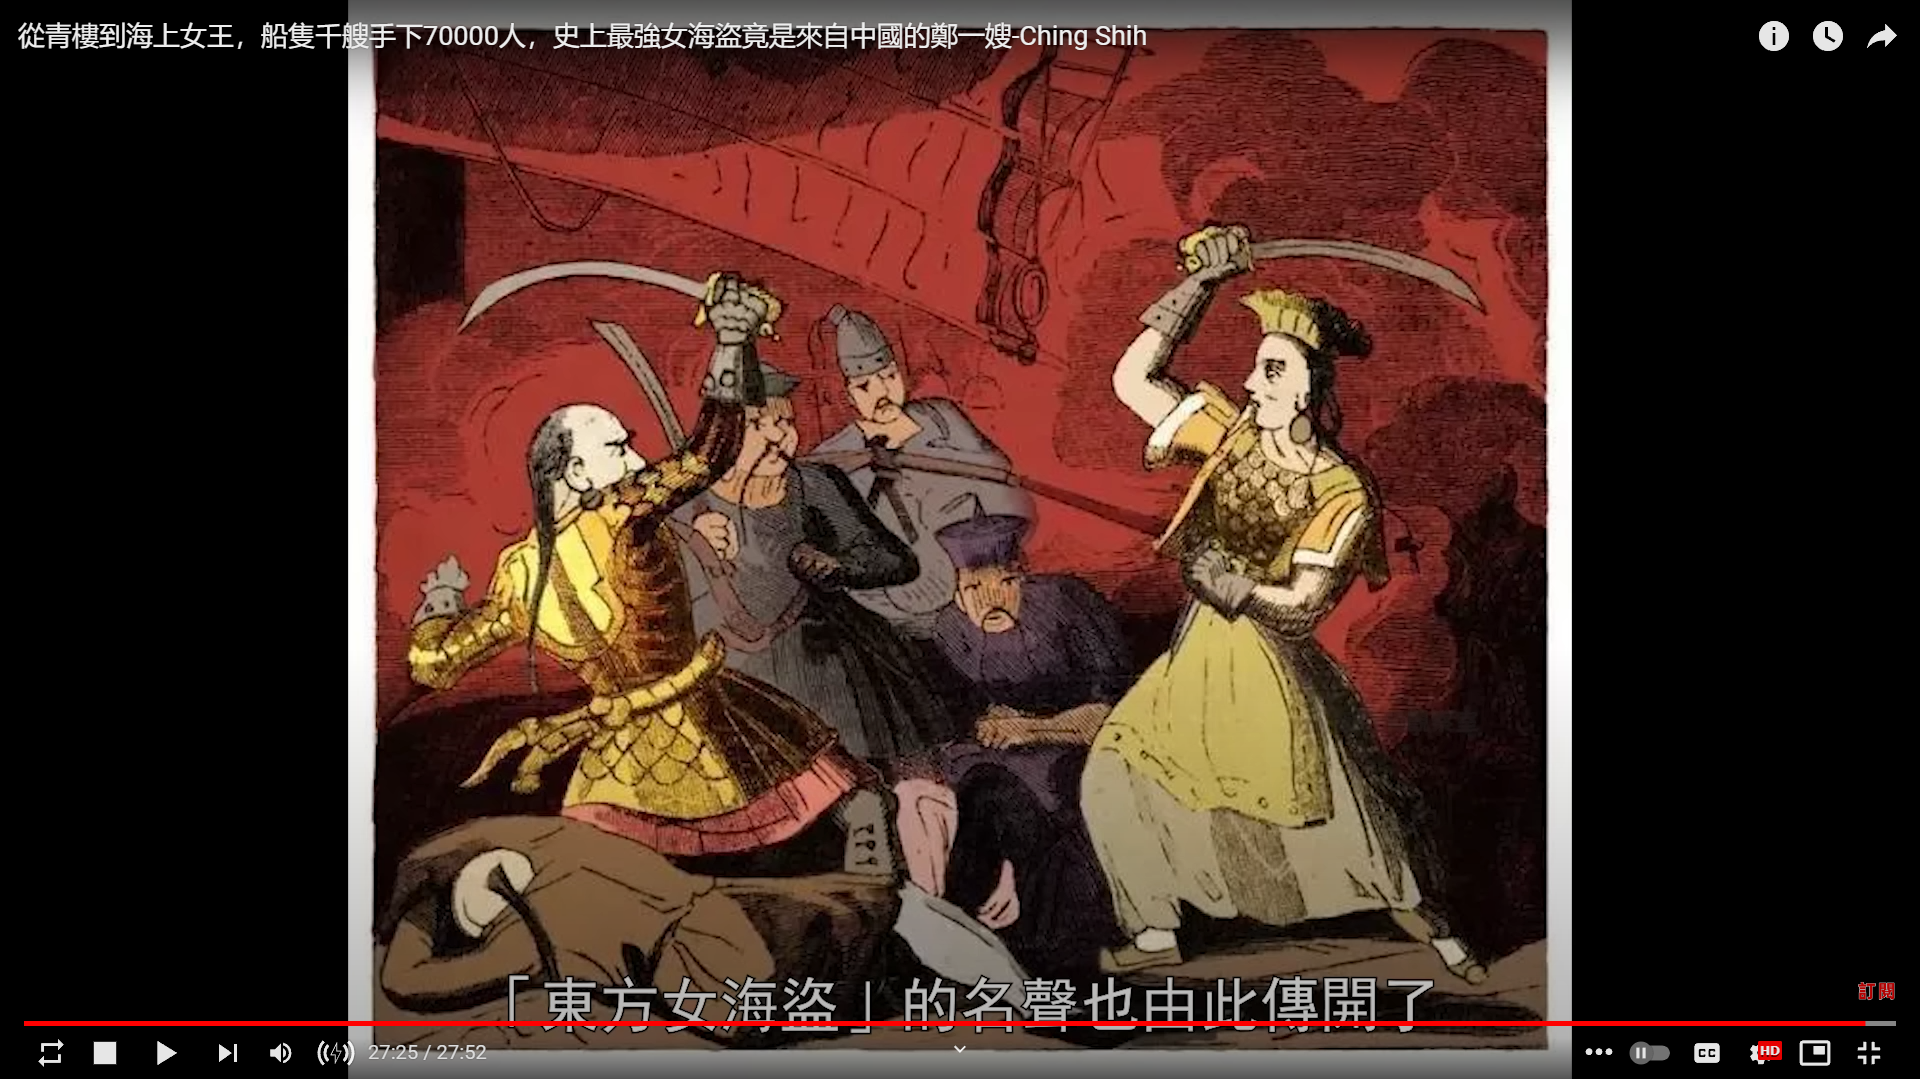 從青樓到海上女王，船隻千艘手下70000人，史上最強女海盜竟是來自中國的鄭一嫂-Ching Shih
「東方女海盜」的名聲也由此傳開了
訂閱
27:25 / 27:52
CC
HD